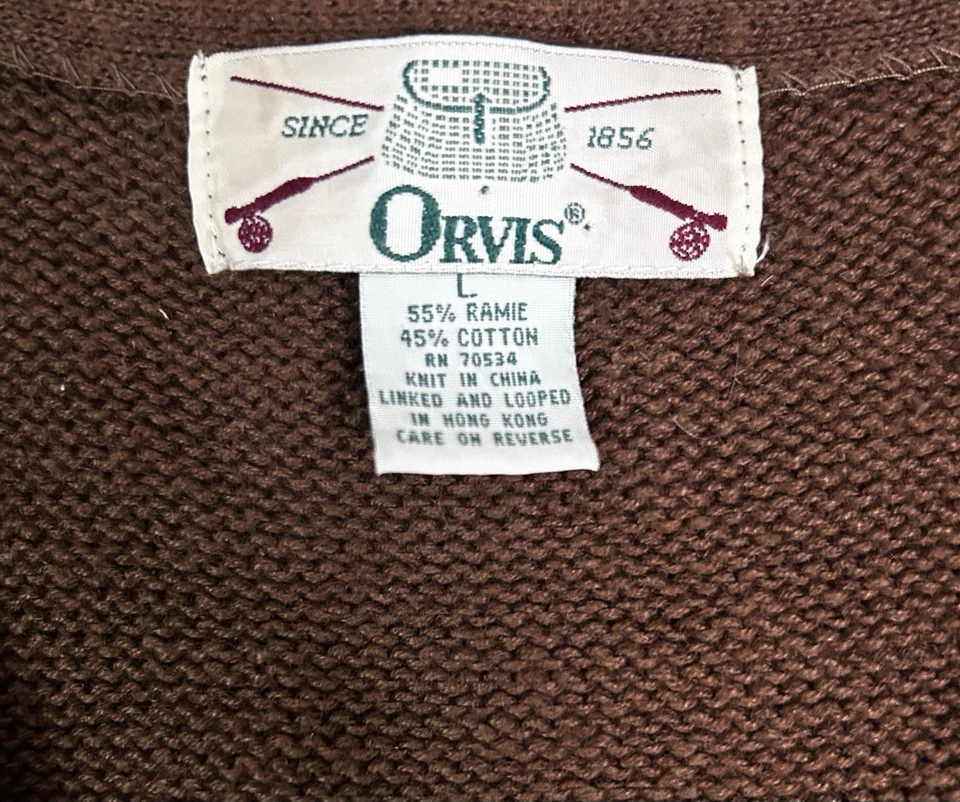 SINCE 1856
ORVIS®
L
55% RAMIE
45% COTTON
RN 70534
KNIT IN CHINA
LINKED AND LOOPED
IN HONG KONG
CARE ON REVERSE